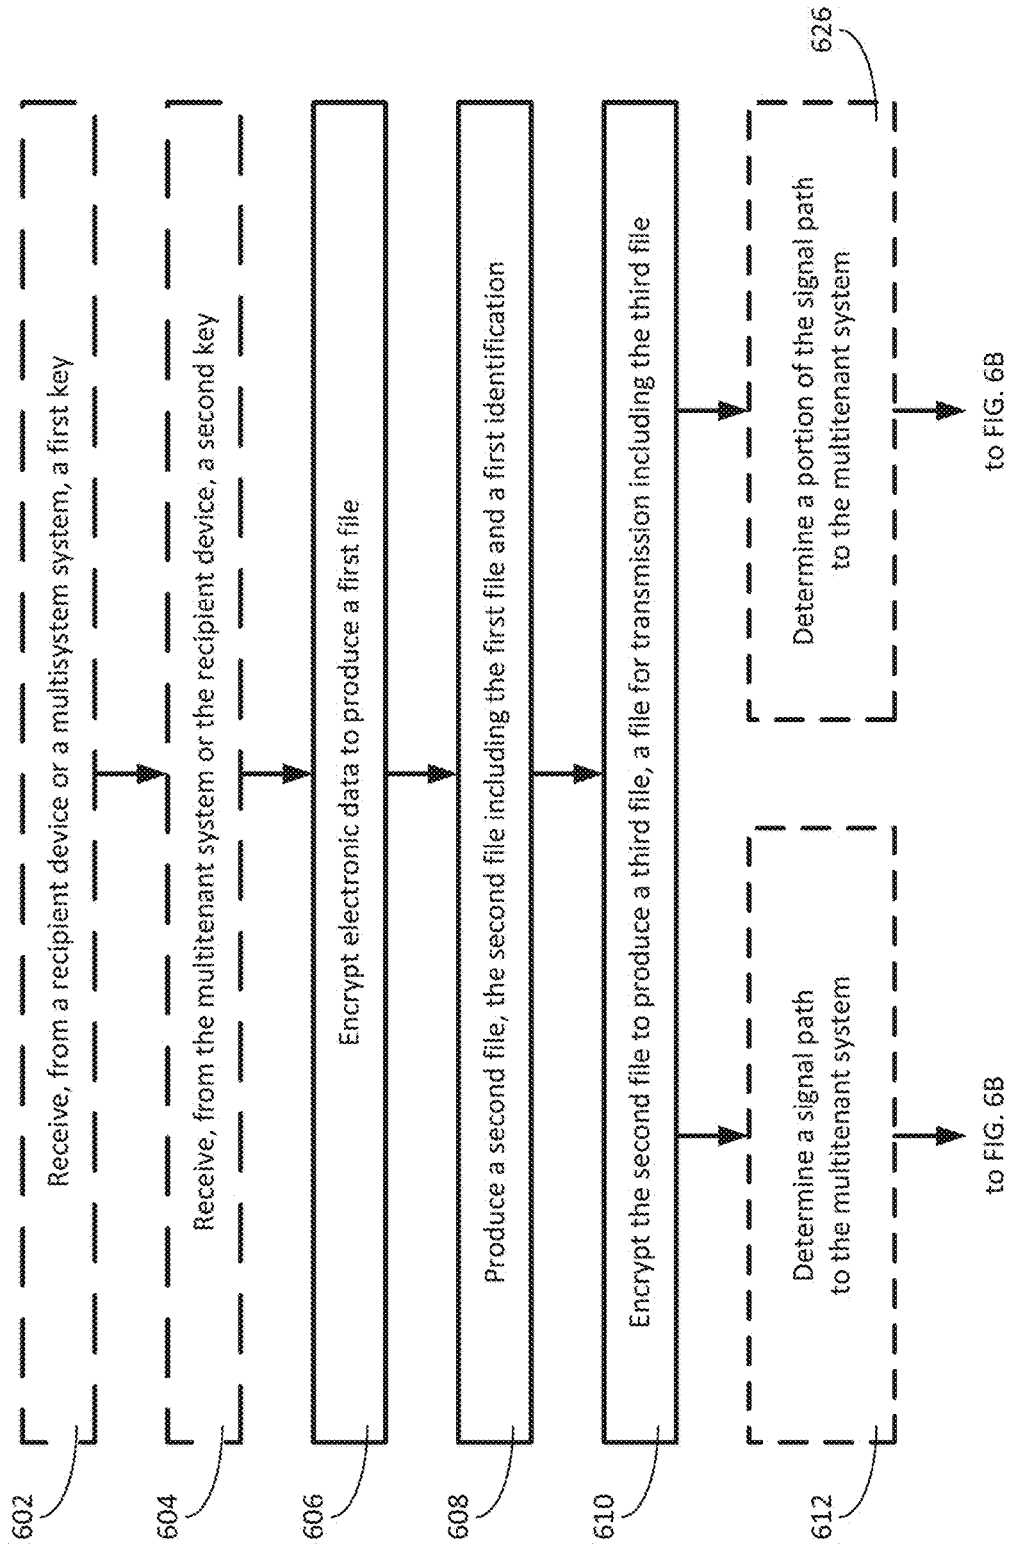 602
Receive, from a recipient device or a multisystem system, a first key
604
Receive, from the multitenant system or the recipient device, a second key
606
Encrypt electronic data to produce a first file
608
Produce a second file, the second file including the first file and a first identification
610
Encrypt the second file to produce a third file, a file for transmission including the third file
612
Determine a signal path
to the multitenant system
626
Determine a portion of the signal path
to the multitenant system
to FIG. 6B
to FIG. 6B